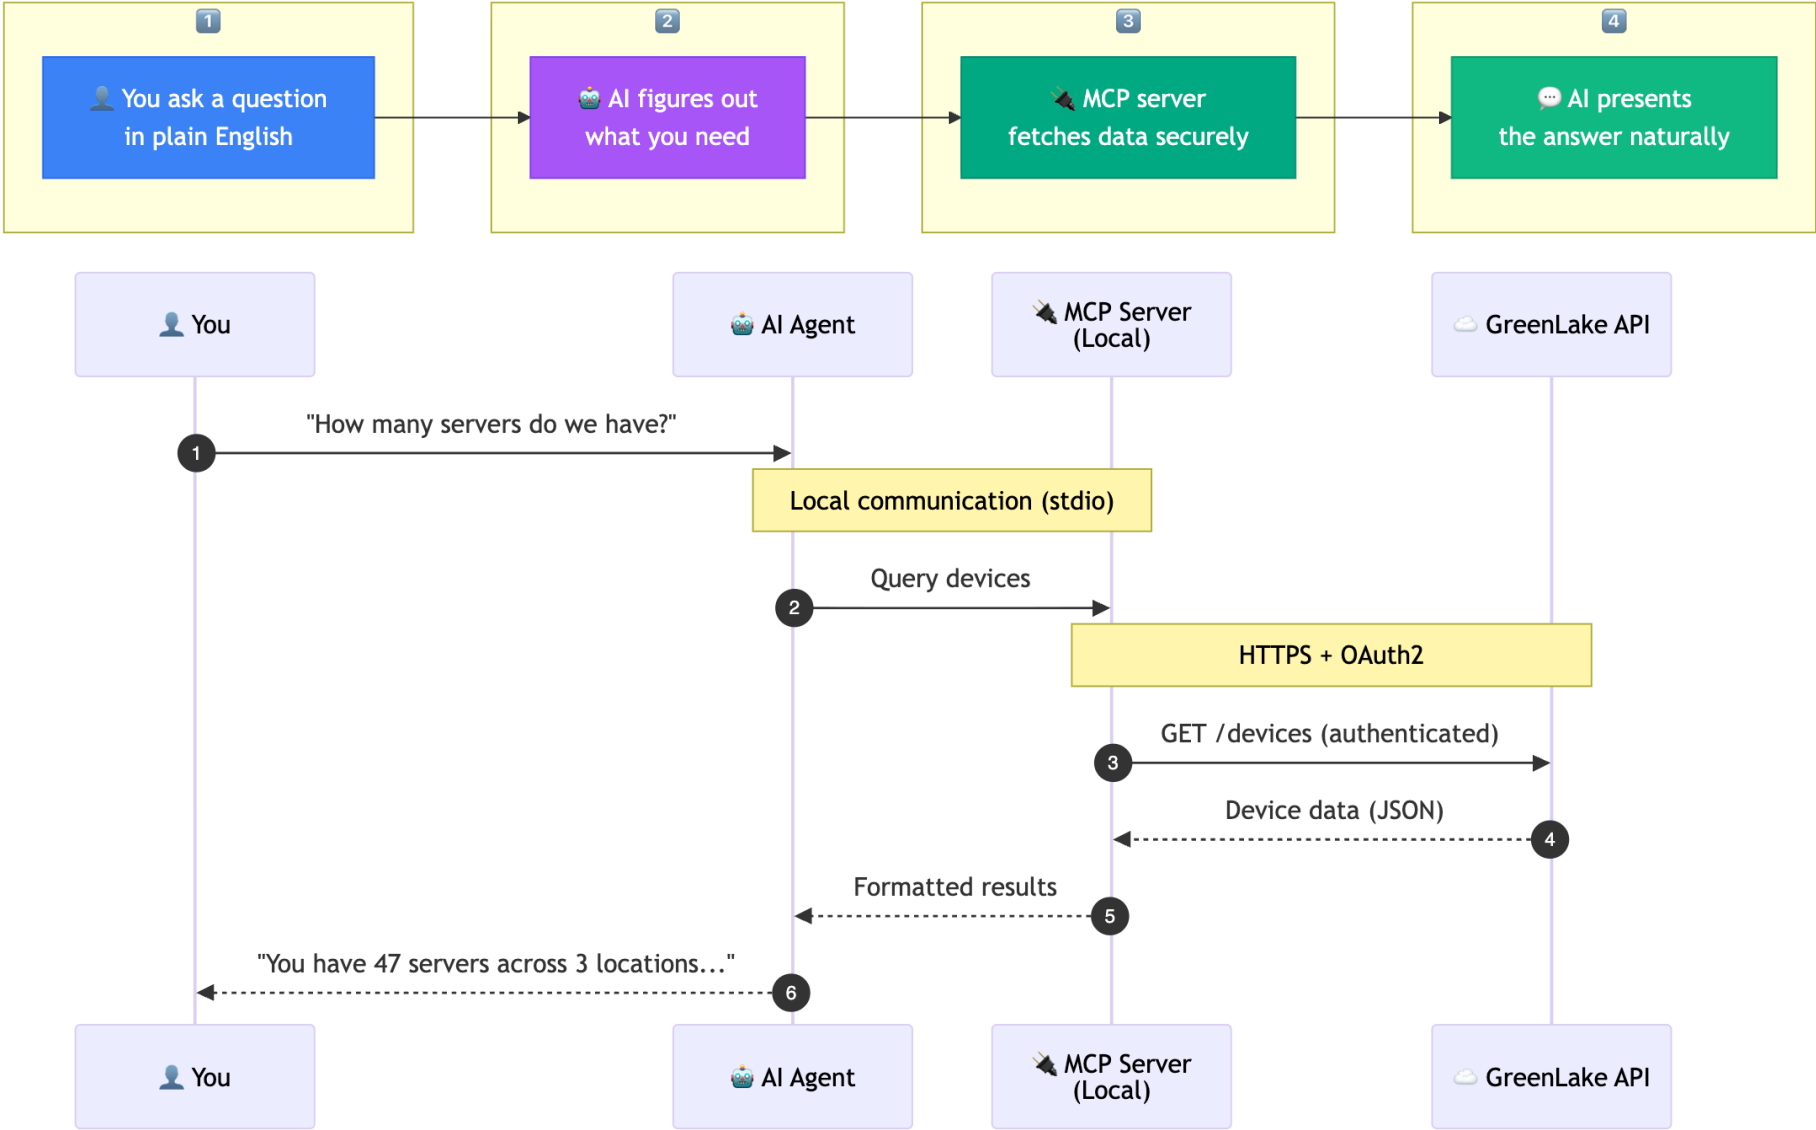 1
2
3
4
👤 You ask a question
in plain English
🤖 AI figures out
what you need
🔌 MCP server
fetches data securely
💬 AI presents
the answer naturally
👤 You
🤖 AI Agent
🔌 MCP Server
(Local)
☁️ GreenLake API
"How many servers do we have?"
1
Local communication (stdio)
Query devices
2
HTTPS + OAuth2
GET /devices (authenticated)
3
Device data (JSON)
4
Formatted results
5
"You have 47 servers across 3 locations..."
6
👤 You
🤖 AI Agent
🔌 MCP Server
(Local)
☁️ GreenLake API